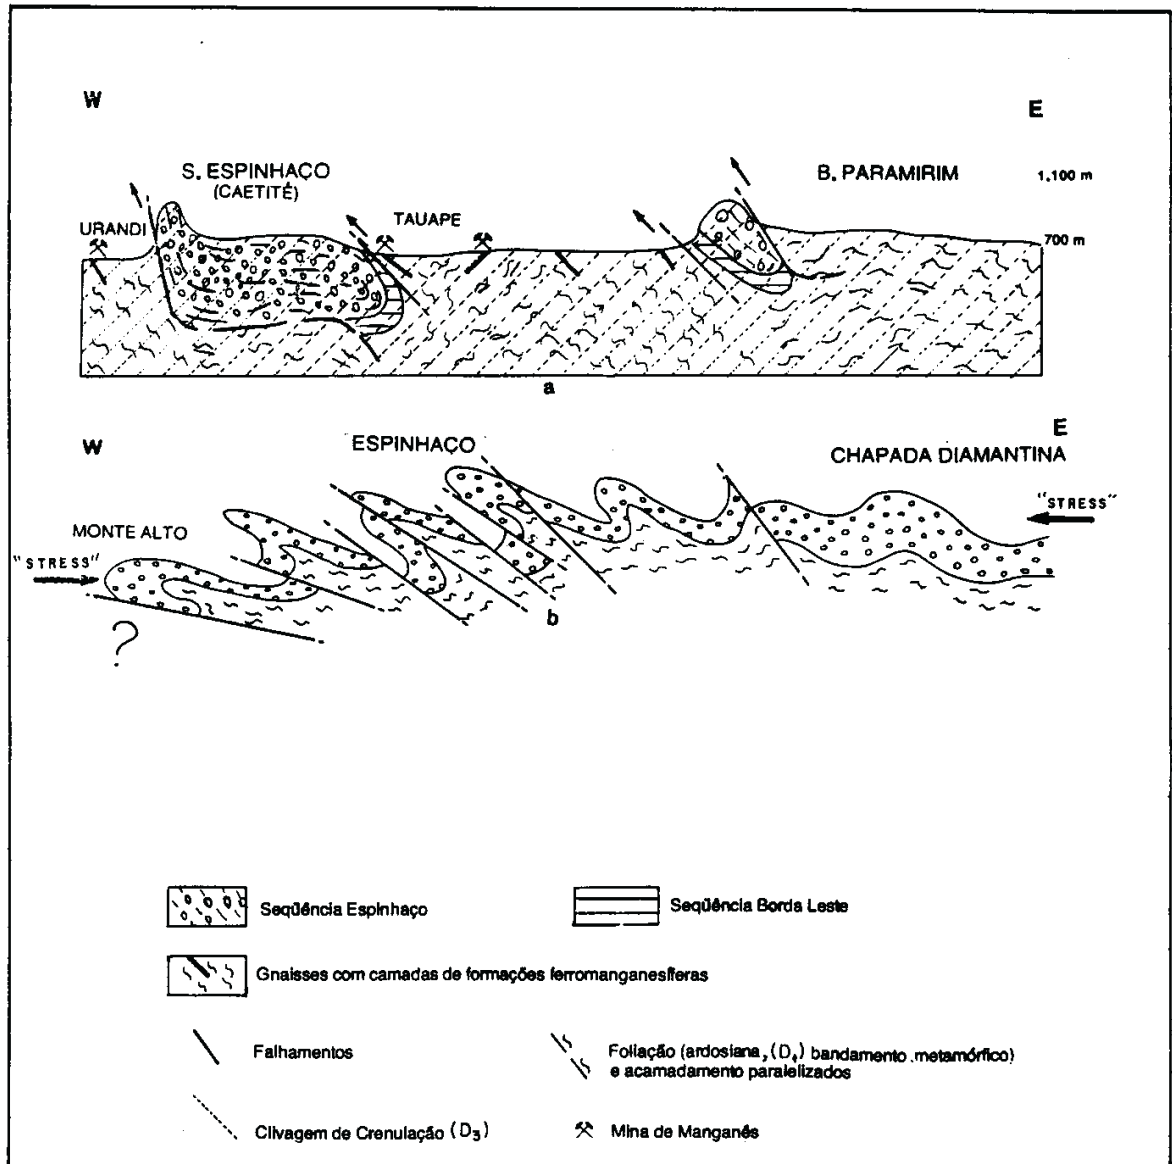 W
E
S. ESPINHAÇO
(CAETITÉ)
B. PARAMIRIM
1.100 m
URANDI
TAUAPE
700 m
a
W
ESPINHAÇO
E
CHAPADA DIAMANTINA
"STRESS"
MONTE ALTO
"STRESS"
b
?
Seqüência Espinhaço
Seqüência Borda Leste
Gnaisses com camadas de formações ferromanganesíferas
Falhamentos
Foliação (ardosiana, (D₁) bandamento metamórfico)
e acamadamento paralelizados
Clivagem de Crenulação (D₃)
Mina de Manganês